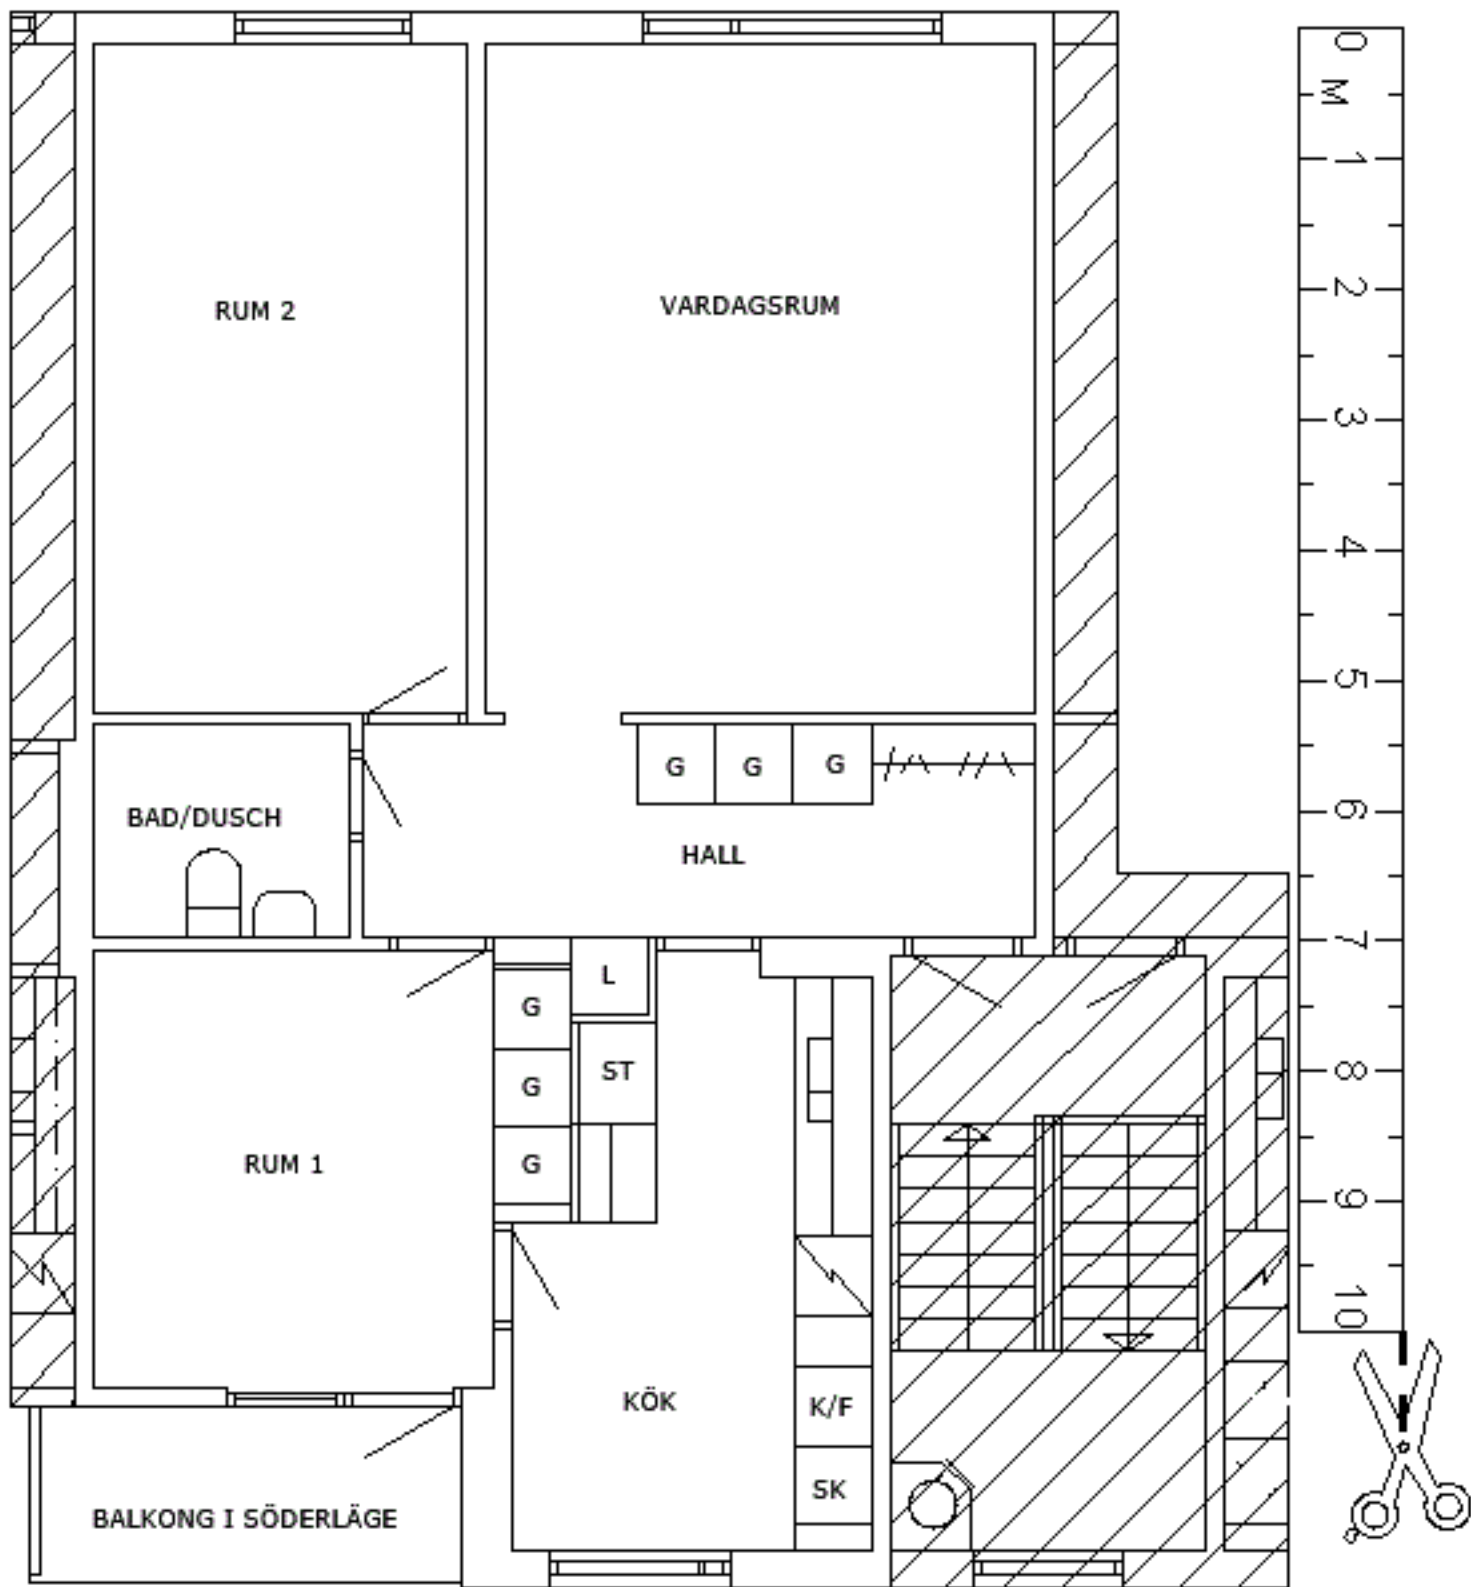 RUM 2
VARDAGSRUM
G G G
BAD/DUSCH
HALL
L
G
ST
G
RUM 1
G
KÖK
K/F
SK
BALKONG I SÖDERLÄGE
0 M 1 2 3 4 5 6 7 8 9 10